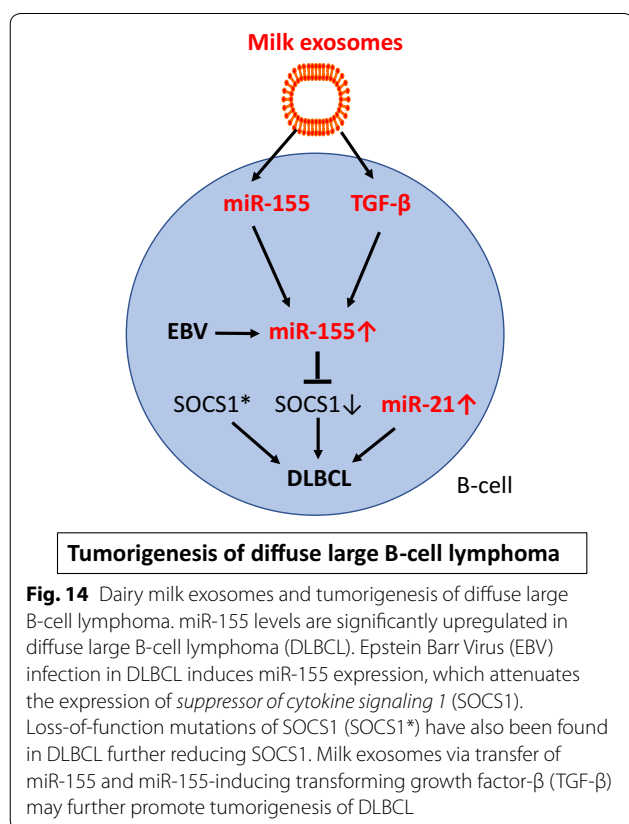 Milk exosomes
miR-155 TGF-β
EBV miR-155↑
SOCS1* SOCS1↓ miR-21↑
DLBCL
B-cell
Tumorigenesis of diffuse large B-cell lymphoma
Fig. 14 Dairy milk exosomes and tumorigenesis of diffuse large
B-cell lymphoma. miR-155 levels are significantly upregulated in
diffuse large B-cell lymphoma (DLBCL). Epstein Barr Virus (EBV)
infection in DLBCL induces miR-155 expression, which attenuates
the expression of suppressor of cytokine signaling 1 (SOCS1).
Loss-of-function mutations of SOCS1 (SOCS1*) have also been found
in DLBCL further reducing SOCS1. Milk exosomes via transfer of
miR-155 and miR-155-inducing transforming growth factor-β (TGF-β)
may further promote tumorigenesis of DLBCL